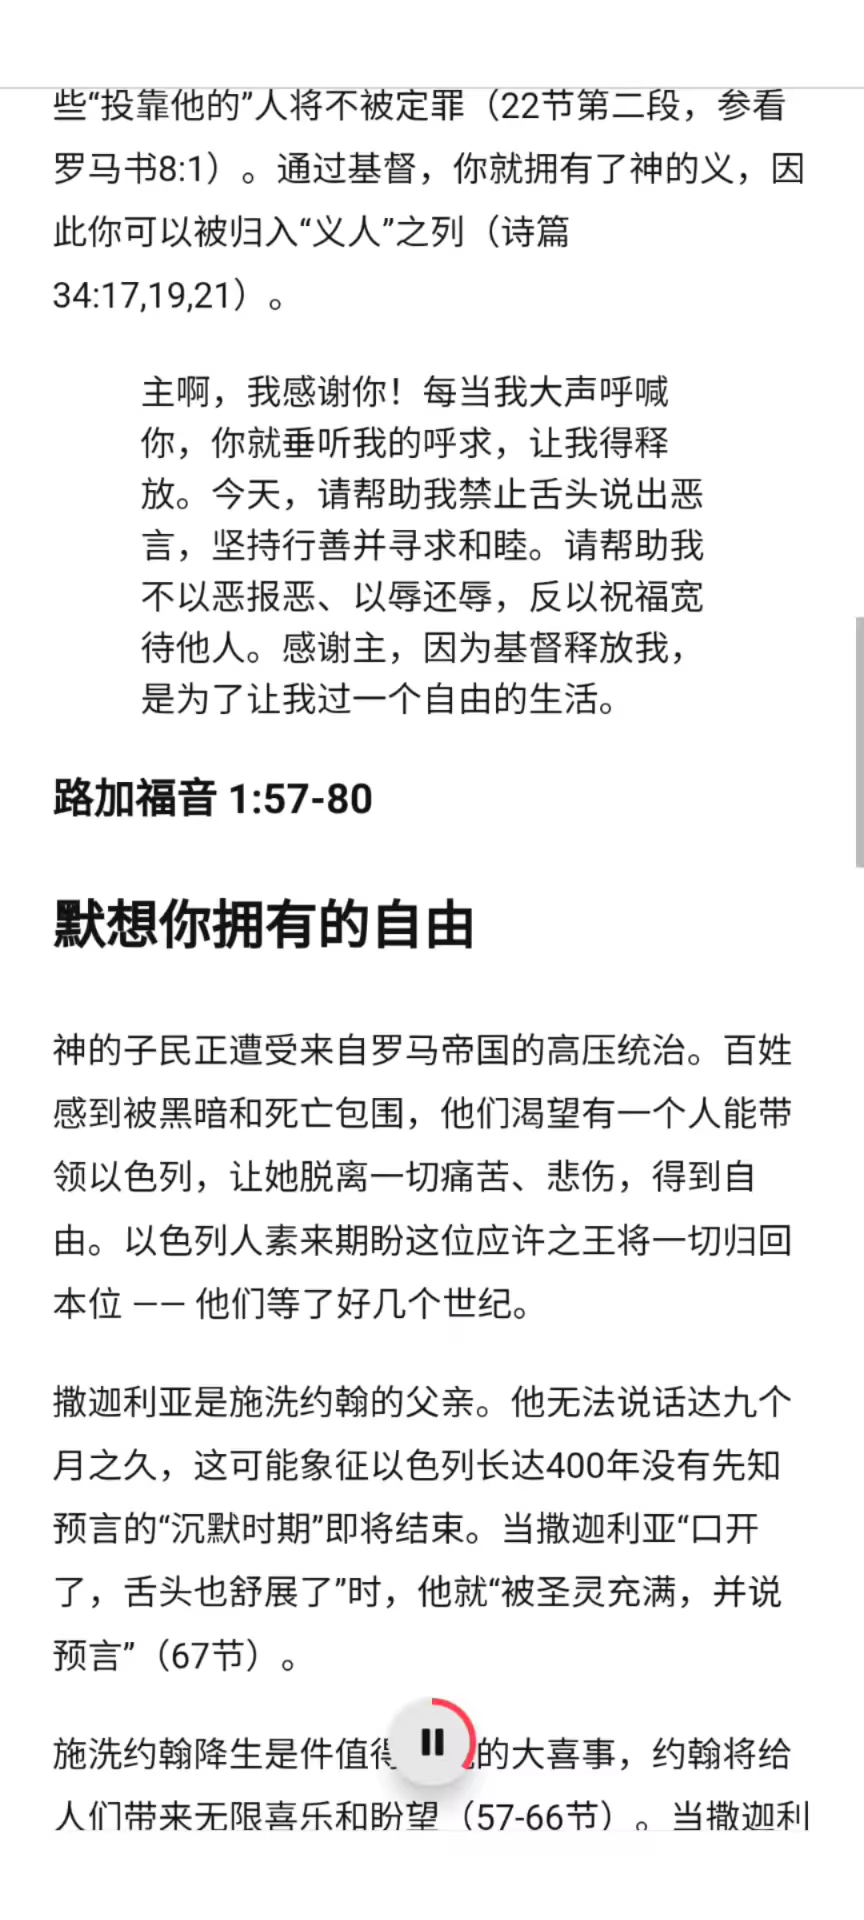 些“投靠他的”人将不被定罪（22节第二段，参看
罗马书8:1）。通过基督，你就拥有了神的义，因
此你可以被归入“义人”之列（诗篇
34:17,19,21）。
主啊，我感谢你！每当我大声呼喊
你，你就垂听我的呼求，让我得释
放。今天，请帮助我禁止舌头说出恶
言，坚持行善并寻求和睦。请帮助我
不以恶报恶、以辱还辱，反以祝福宽
待他人。感谢主，因为基督释放我，
是为了让我过一个自由的生活。
路加福音 1:57-80
默想你拥有的自由
神的子民正遭受来自罗马帝国的高压统治。百姓
感到被黑暗和死亡包围，他们渴望有一个人能带
领以色列，让她脱离一切痛苦、悲伤，得到自
由。以色列人素来期盼这位应许之王将一切归回
本位 —— 他们等了好几个世纪。
撒迦利亚是施洗约翰的父亲。他无法说话达九个
月之久，这可能象征以色列长达400年没有先知
预言的“沉默时期”即将结束。当撒迦利亚“口开
了，舌头也舒展了”时，他就“被圣灵充满，并说
预言”（67节）。
施洗约翰降生是件值得的大喜事，约翰将给
人们带来无限喜乐和盼望（57-66节）。当撒迦利